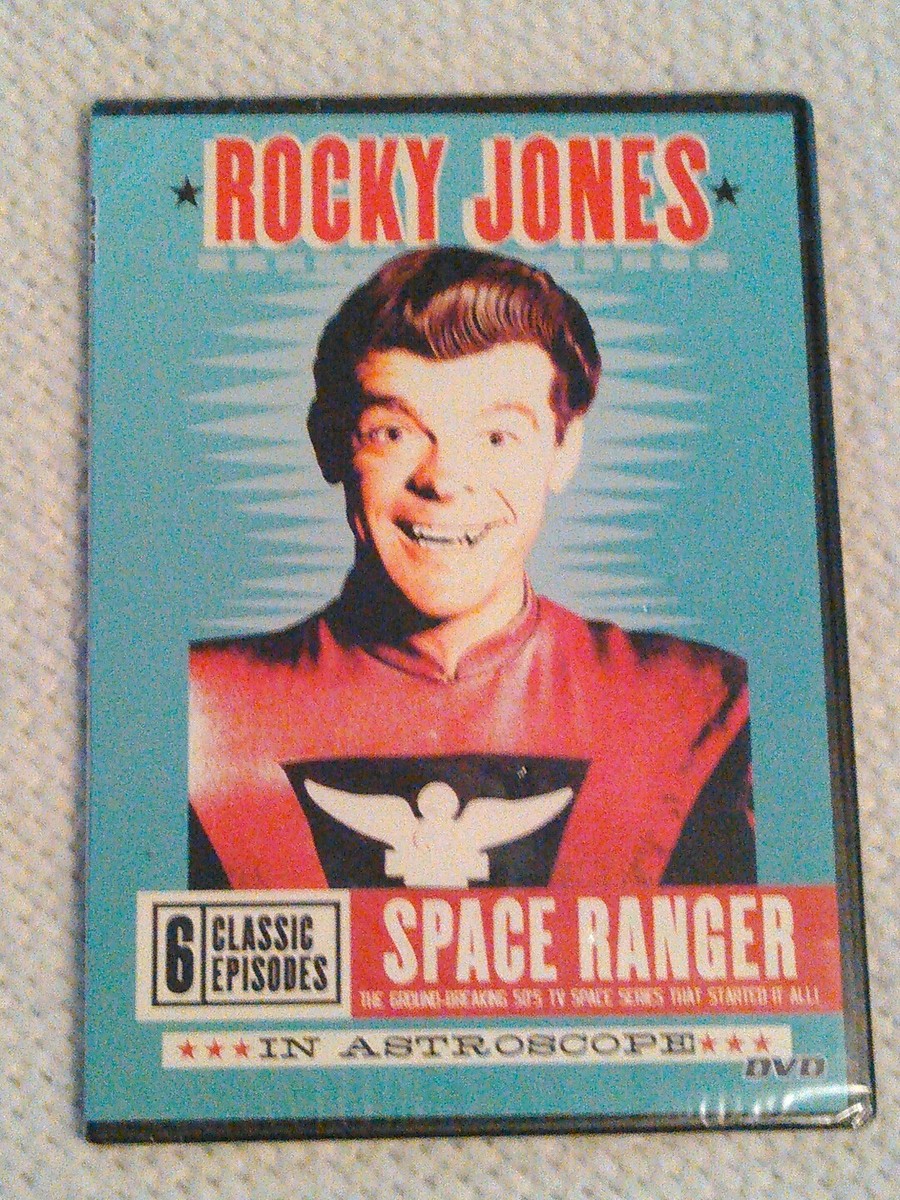 ROCKY JONES
6 CLASSIC
EPISODES
SPACE RANGER
THE GROUND-BREAKING 50'S TV SPACE SERIES THAT STARTED IT ALL!
IN ASTROSCOPE
DVD